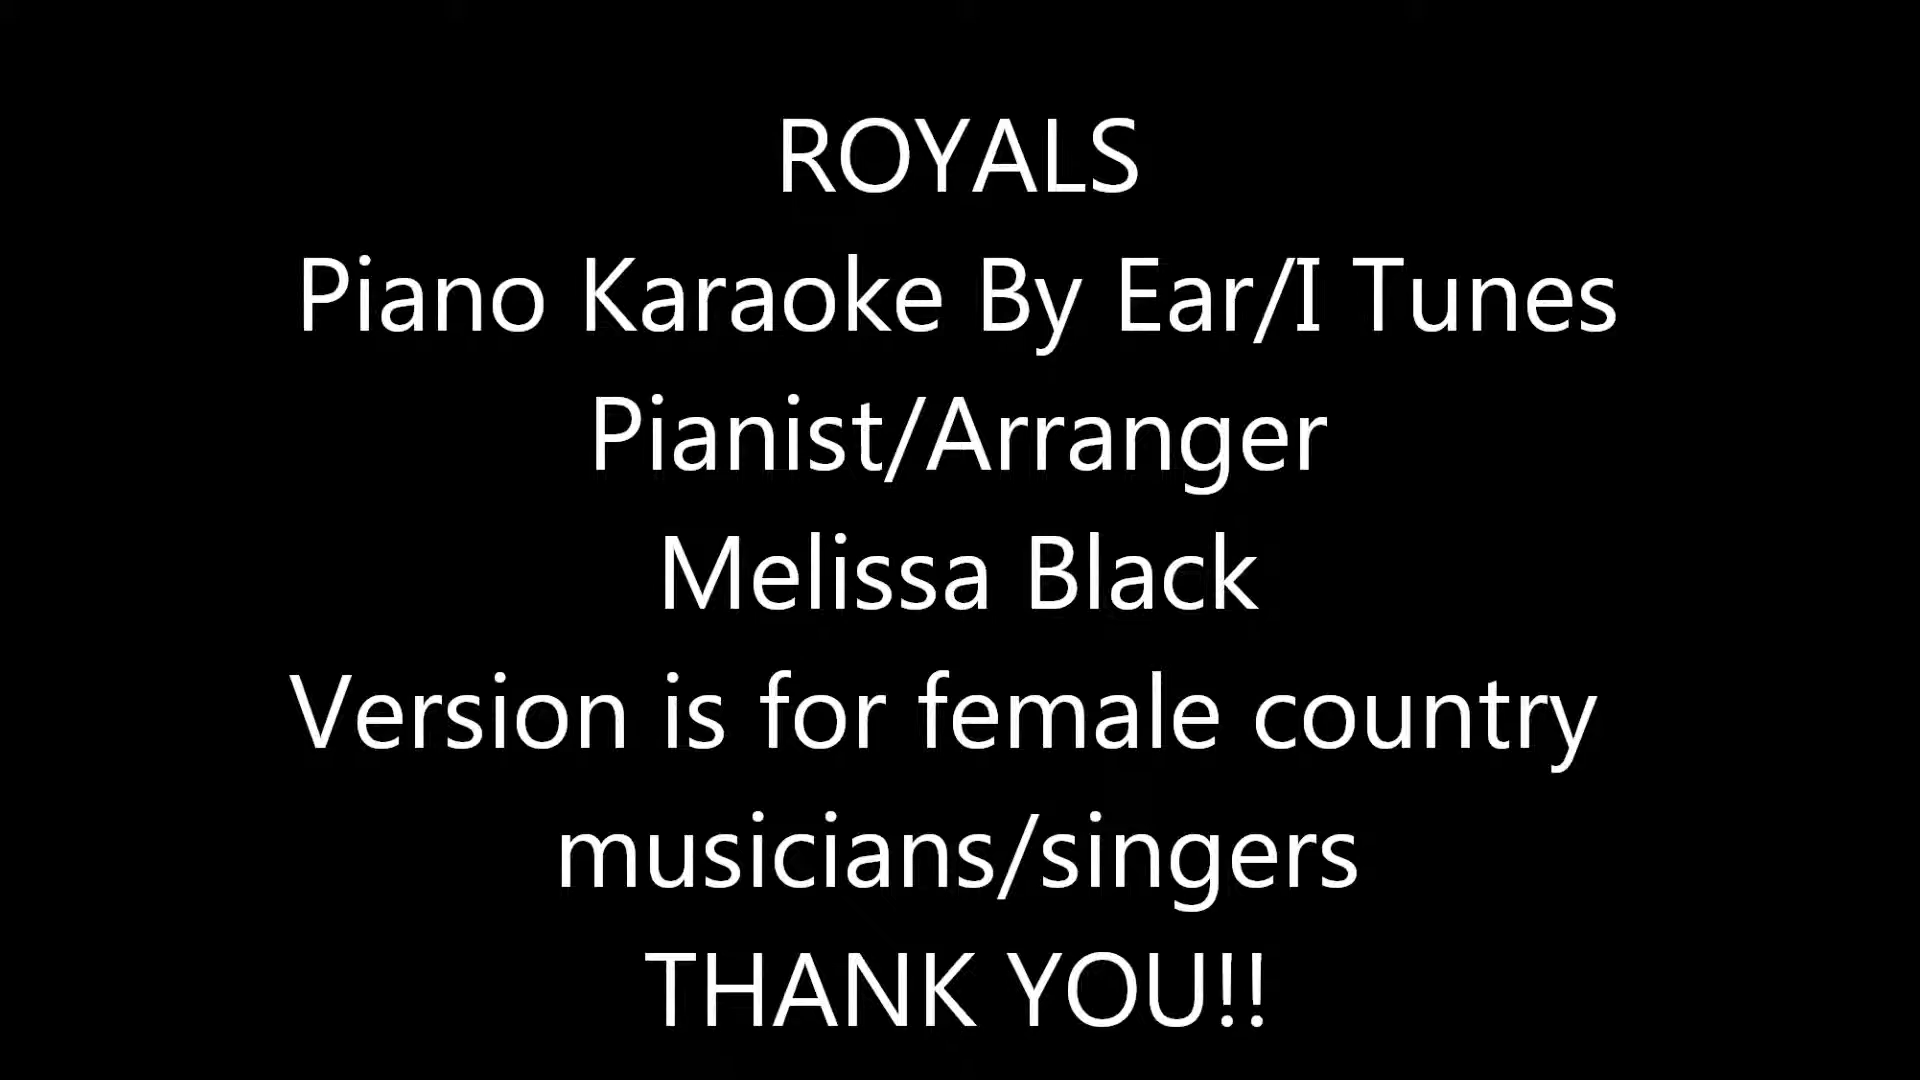 ROYALS
Piano Karaoke By Ear/I Tunes
Pianist/Arranger
Melissa Black
Version is for female country
musicians/singers
THANK YOU!!